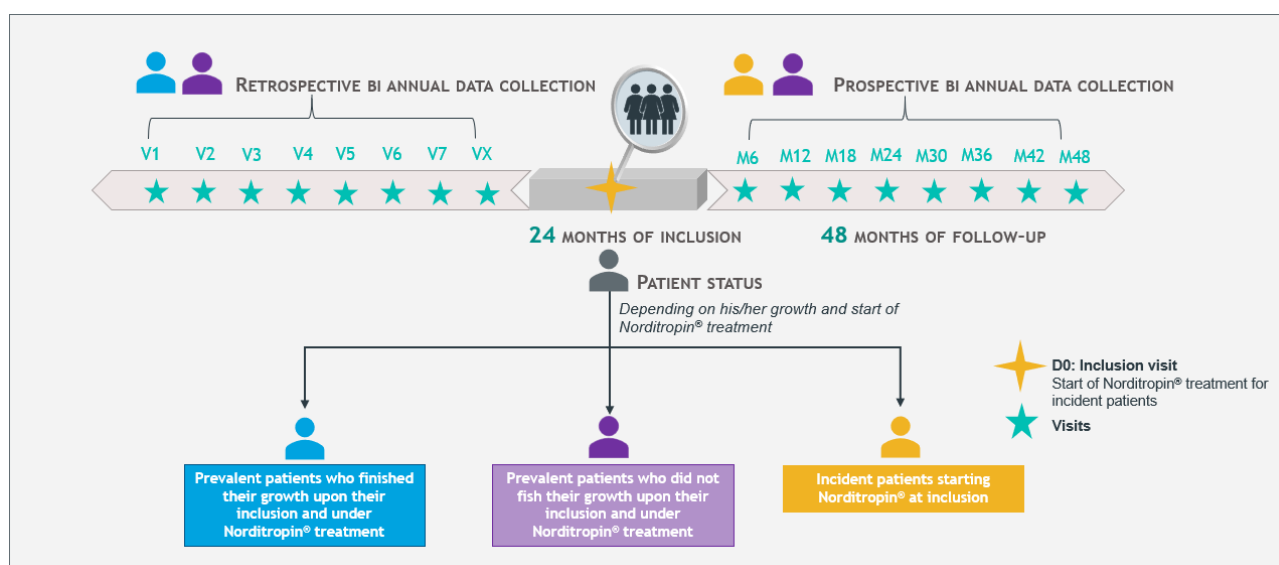 RETROSPECTIVE BI ANNUAL DATA COLLECTION
PROSPECTIVE BI ANNUAL DATA COLLECTION
V1 V2 V3 V4 V5 V6 V7 VX
M6 M12 M18 M24 M30 M36 M42 M48
24 MONTHS OF INCLUSION
48 MONTHS OF FOLLOW-UP
PATIENT STATUS
Depending on his/her growth and start of
Norditropin® treatment
D0: Inclusion visit
Start of Norditropin® treatment for
incident patients
Visits
Prevalent patients who finished
their growth upon their
inclusion and under
Norditropin® treatment
Prevalent patients who did not
fish their growth upon their
inclusion and under
Norditropin® treatment
Incident patients starting
Norditropin® at inclusion